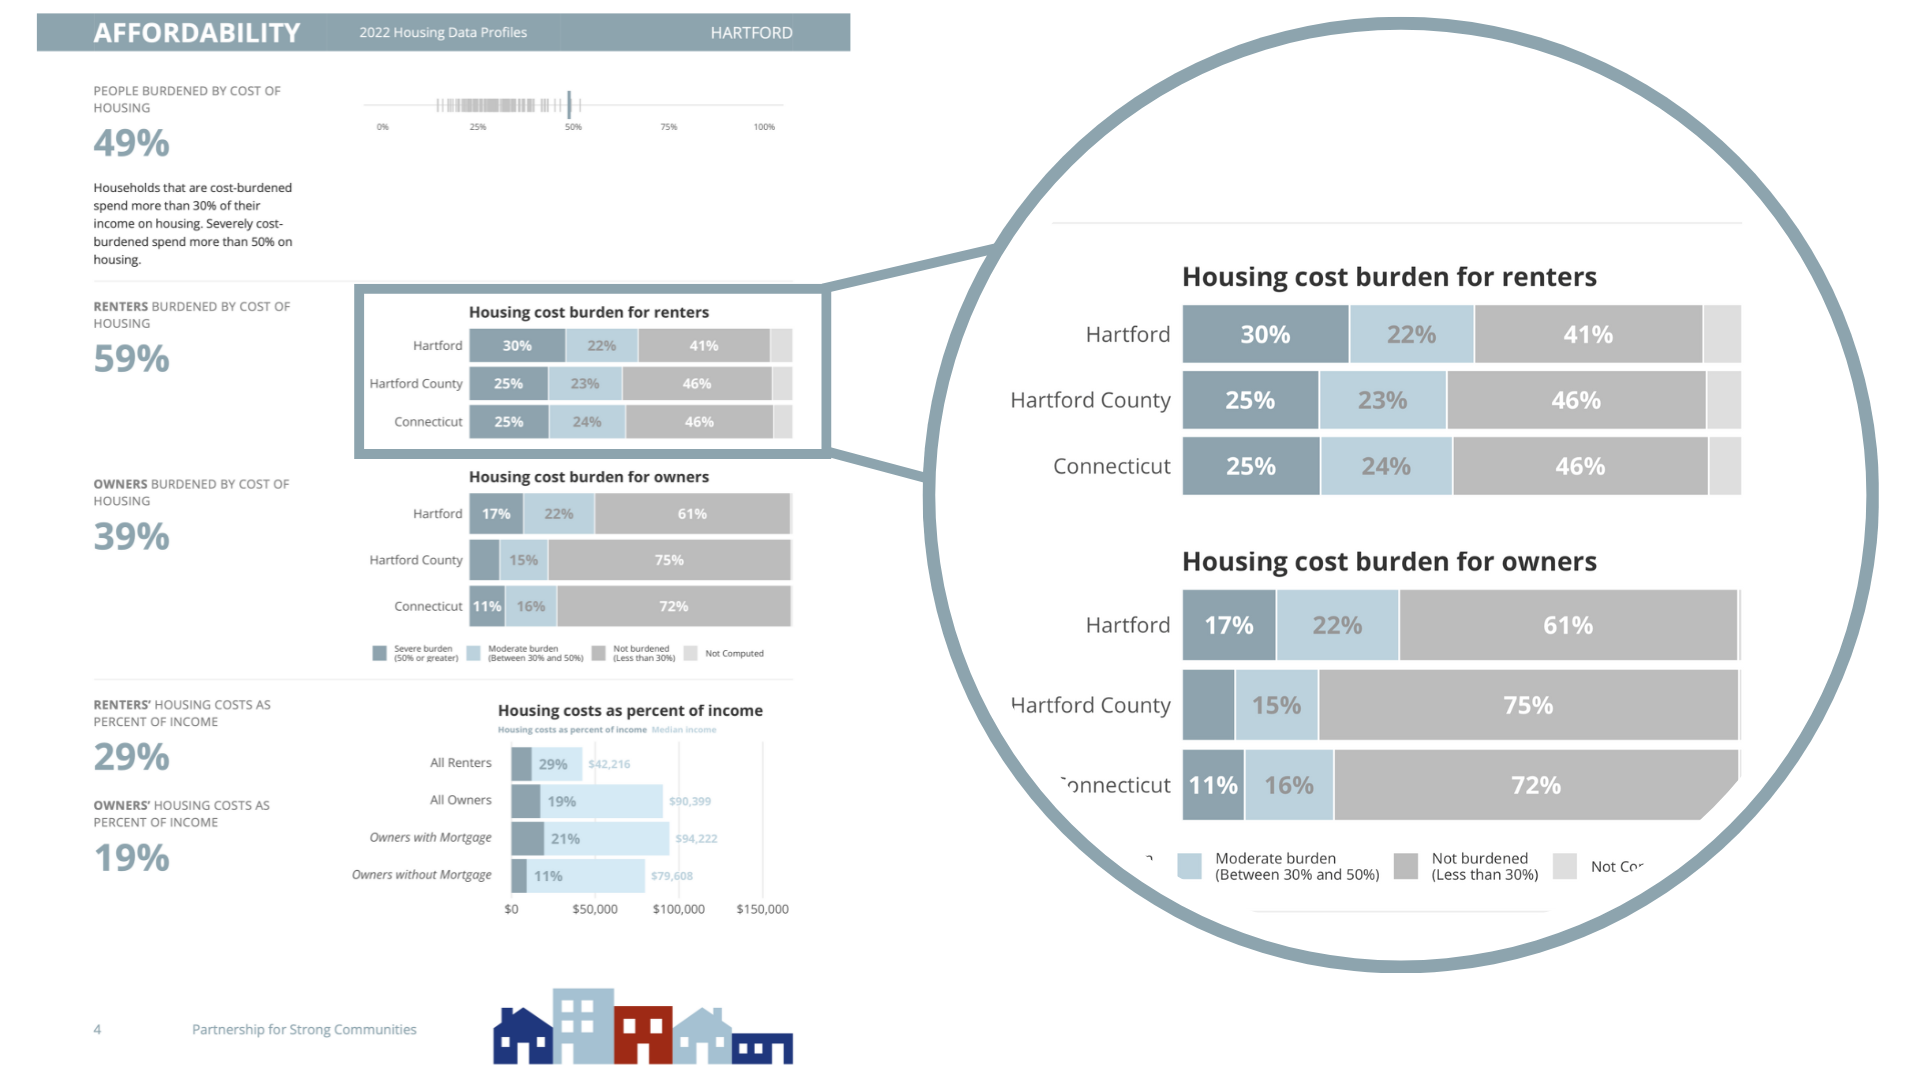 AFFORDABILITY
2022 Housing Data Profiles
HARTFORD
PEOPLE BURDENED BY COST OF
HOUSING
49%
0% 25% 50% 75% 100%
Households that are cost-burdened
spend more than 30% of their
income on housing. Severely cost-
burdened spend more than 50% on
housing.
RENTERS BURDENED BY COST OF
HOUSING
59%
Housing cost burden for renters
Hartford 30% 22% 41%
Hartford County 25% 23% 46%
Connecticut 25% 24% 46%
OWNERS BURDENED BY COST OF
HOUSING
39%
Housing cost burden for owners
Hartford 17% 22% 61%
Hartford County 15% 75%
Connecticut 11% 16% 72%
Severe burden
(50% or greater)
Moderate burden
(Between 30% and 50%)
Not burdened
(Less than 30%)
Not Computed
RENTERS' HOUSING COSTS AS
PERCENT OF INCOME
29%
OWNERS' HOUSING COSTS AS
PERCENT OF INCOME
19%
Housing costs as percent of income
Housing costs as percent of income Median Income
All Renters 29% $42,216
All Owners 19% $90,399
Owners with Mortgage 21% $94,222
Owners without Mortgage 11% $79,608
$0 $50,000 $100,000 $150,000
4
Partnership for Strong Communities
Housing cost burden for renters
Hartford 30% 22% 41%
Hartford County 25% 23% 46%
Connecticut 25% 24% 46%
Housing cost burden for owners
Hartford 17% 22% 61%
Hartford County 15% 75%
onnecticut 11% 16% 72%
Moderate burden
(Between 30% and 50%)
Not burdened
(Less than 30%)
Not Co